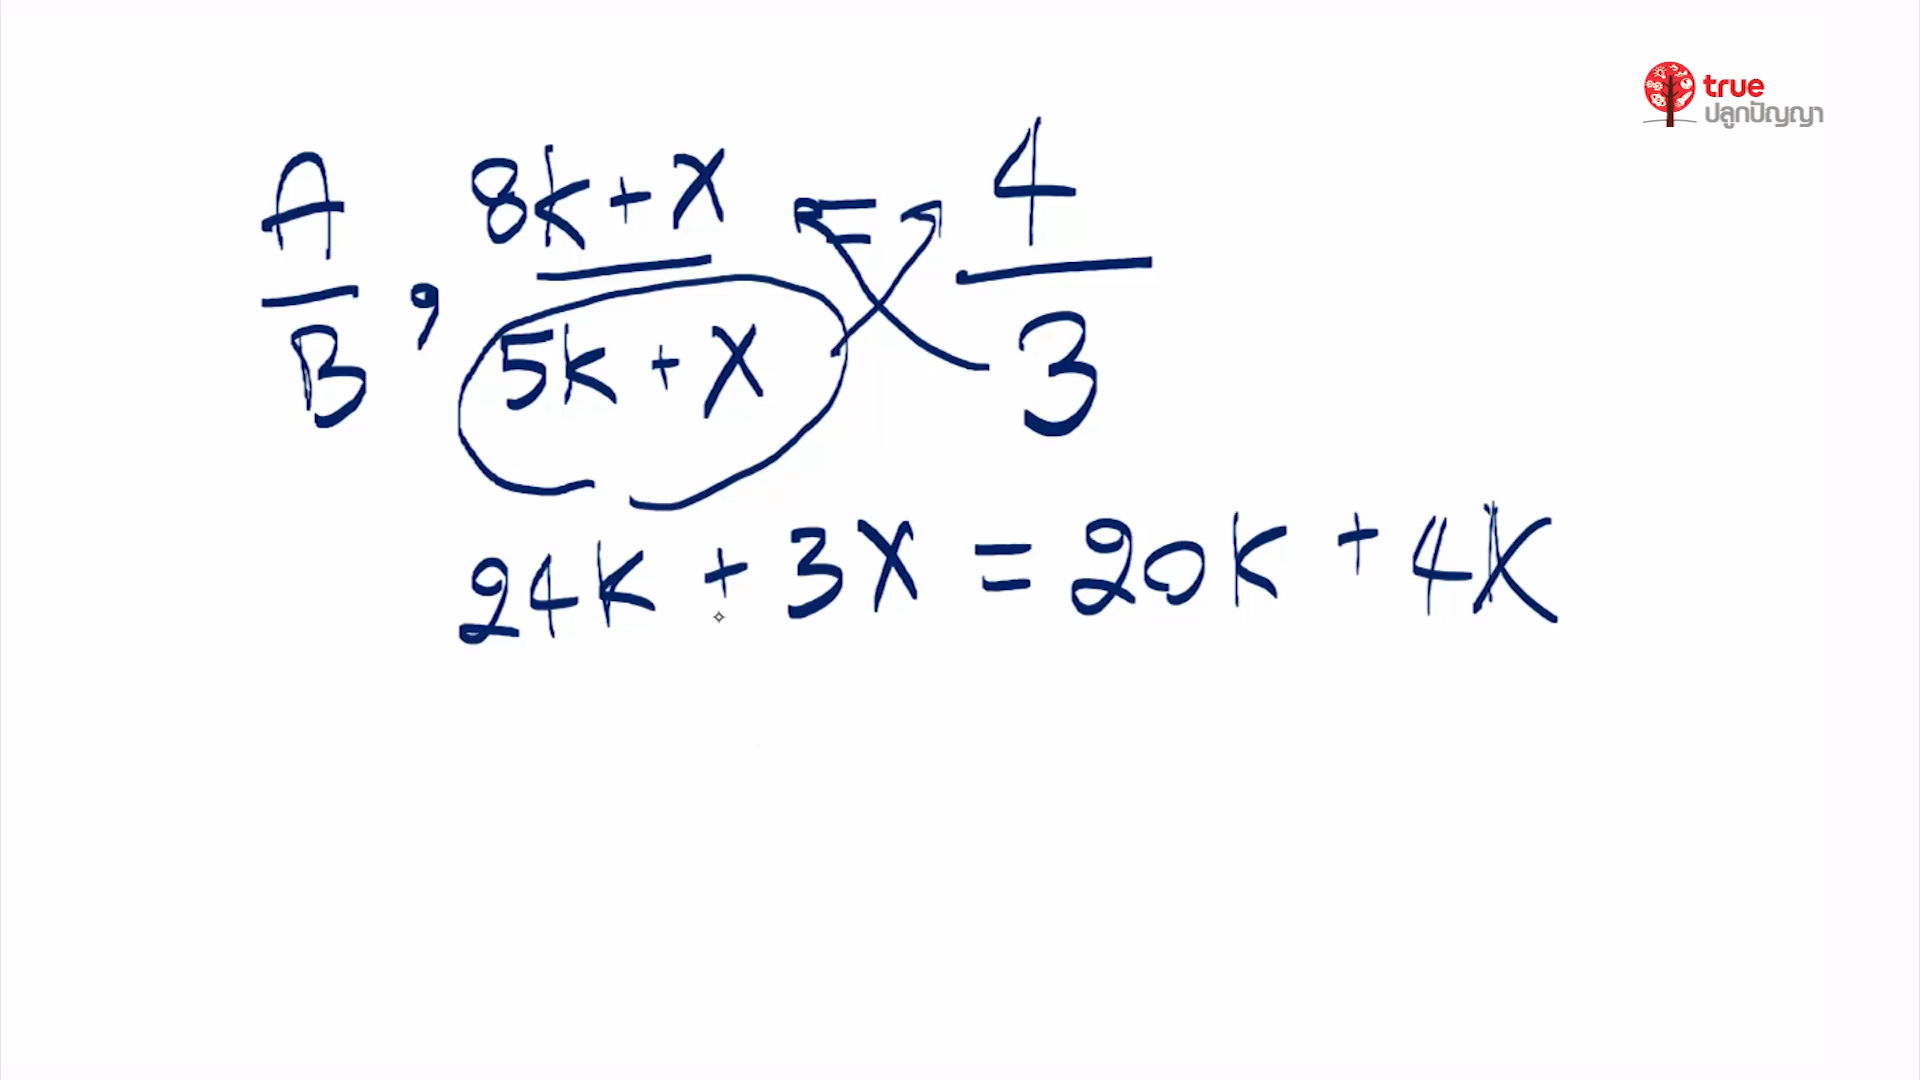 true
ปลูกปัญญา
A/B , (8k+x)/(5k+x) = 4/3
24k + 3x = 20k + 4x